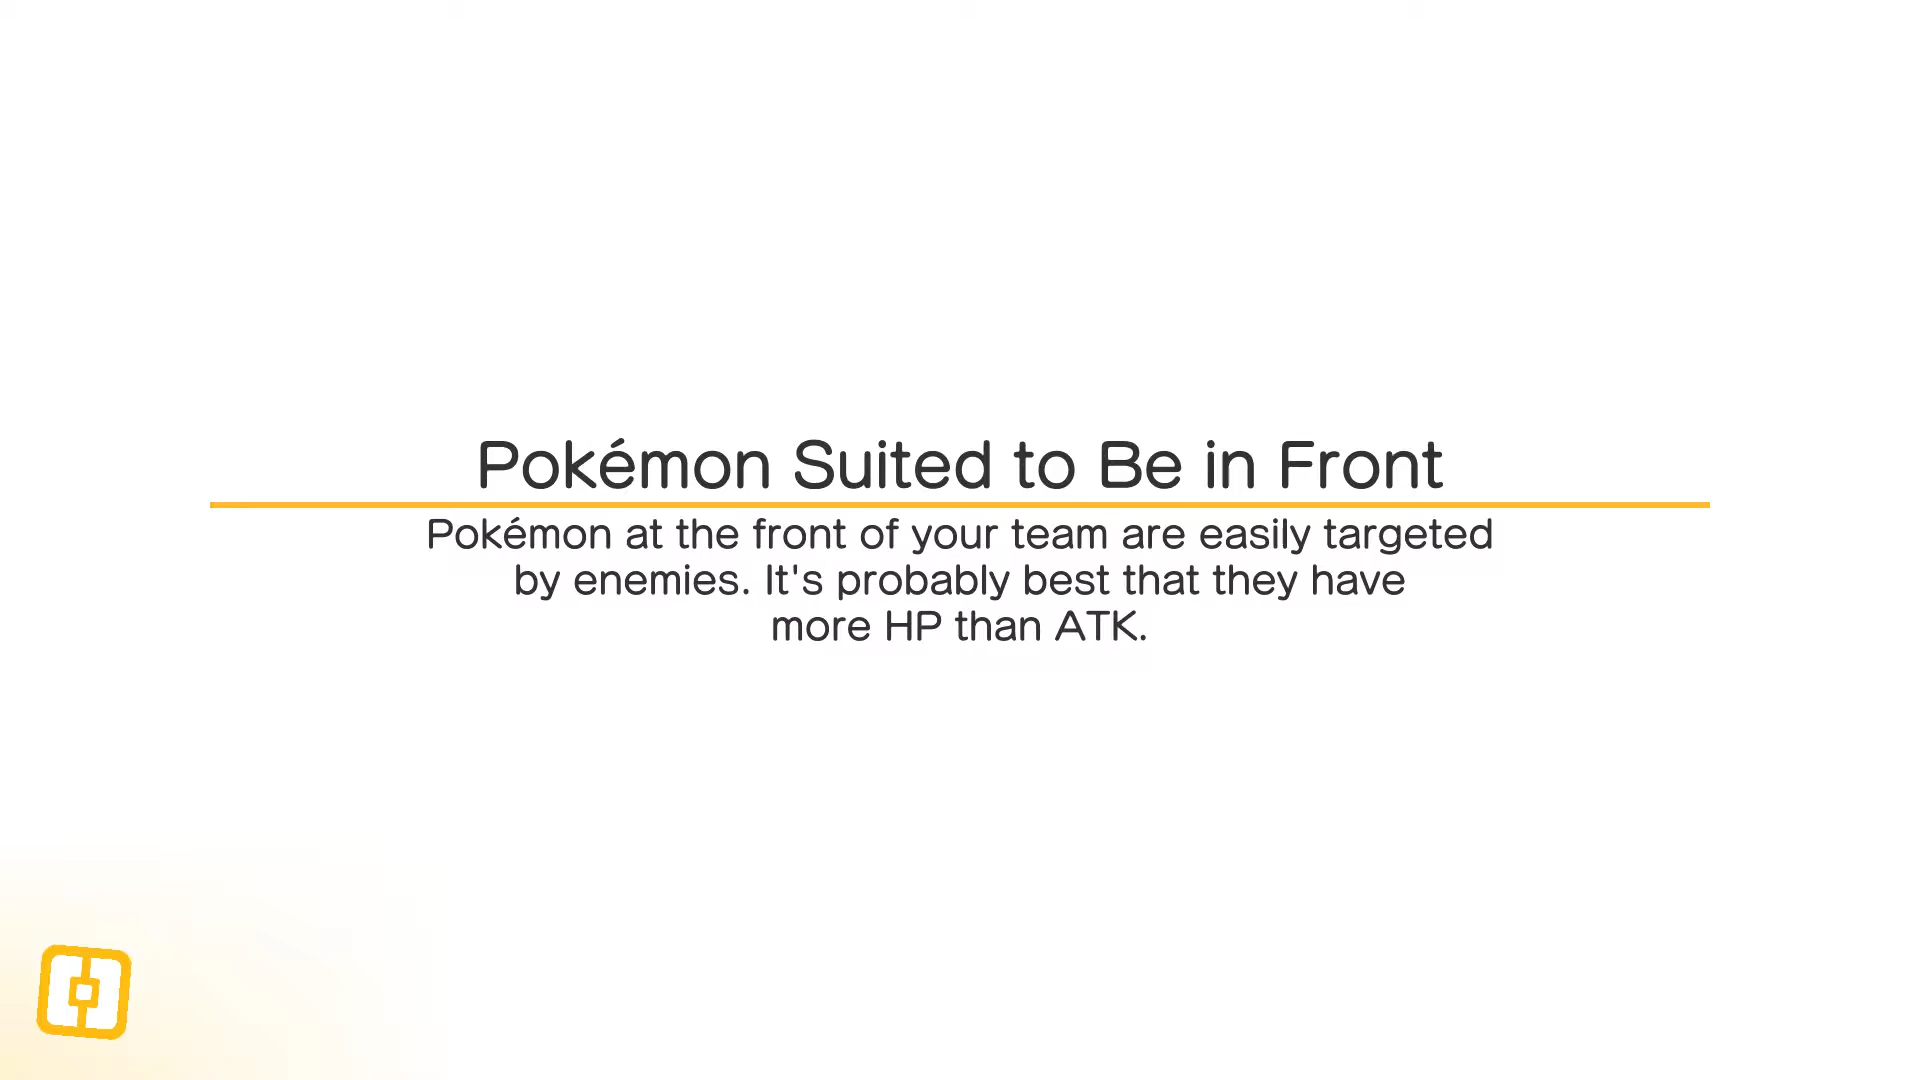 Pokémon Suited to Be in Front
Pokémon at the front of your team are easily targeted
by enemies. It's probably best that they have
more HP than ATK.